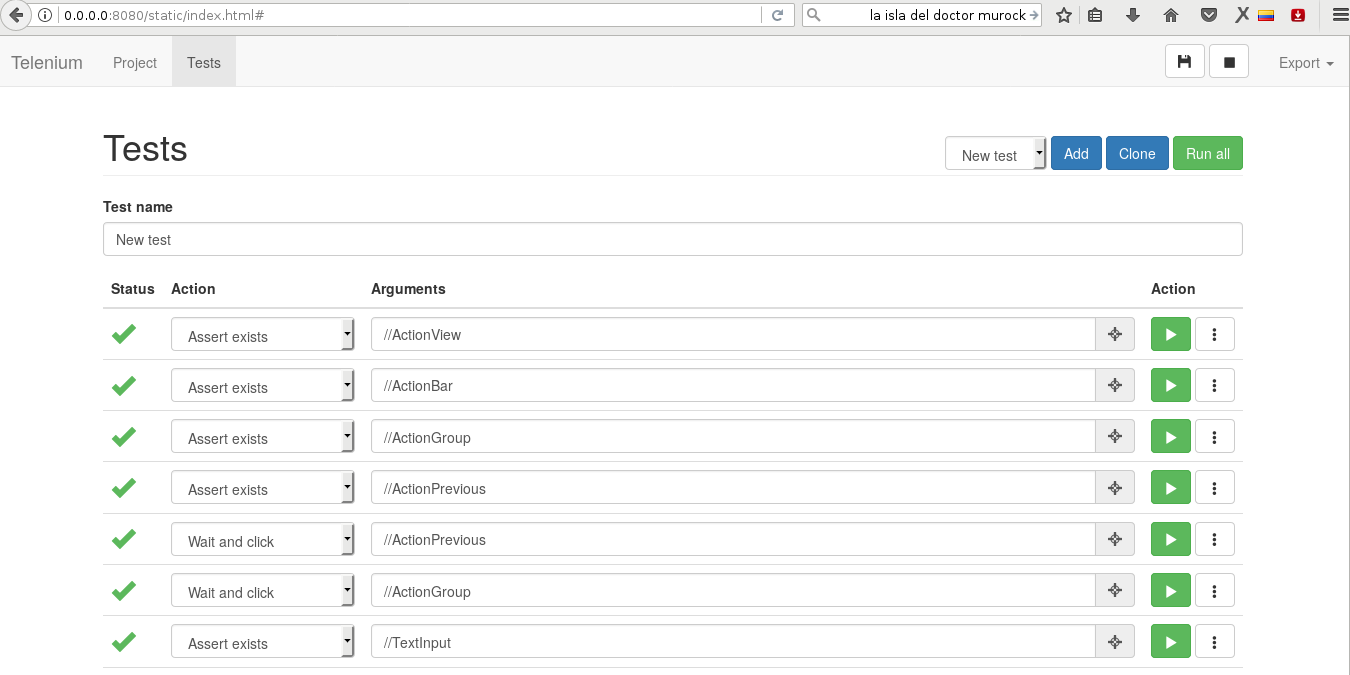 0.0.0.0:8080/static/index.html#
la isla del doctor murock
Telenium Project Tests Export
Tests
New test Add Clone Run all
Test name
New test
Status Action Arguments Action
Assert exists //ActionView
Assert exists //ActionBar
Assert exists //ActionGroup
Assert exists //ActionPrevious
Wait and click //ActionPrevious
Wait and click //ActionGroup
Assert exists //TextInput